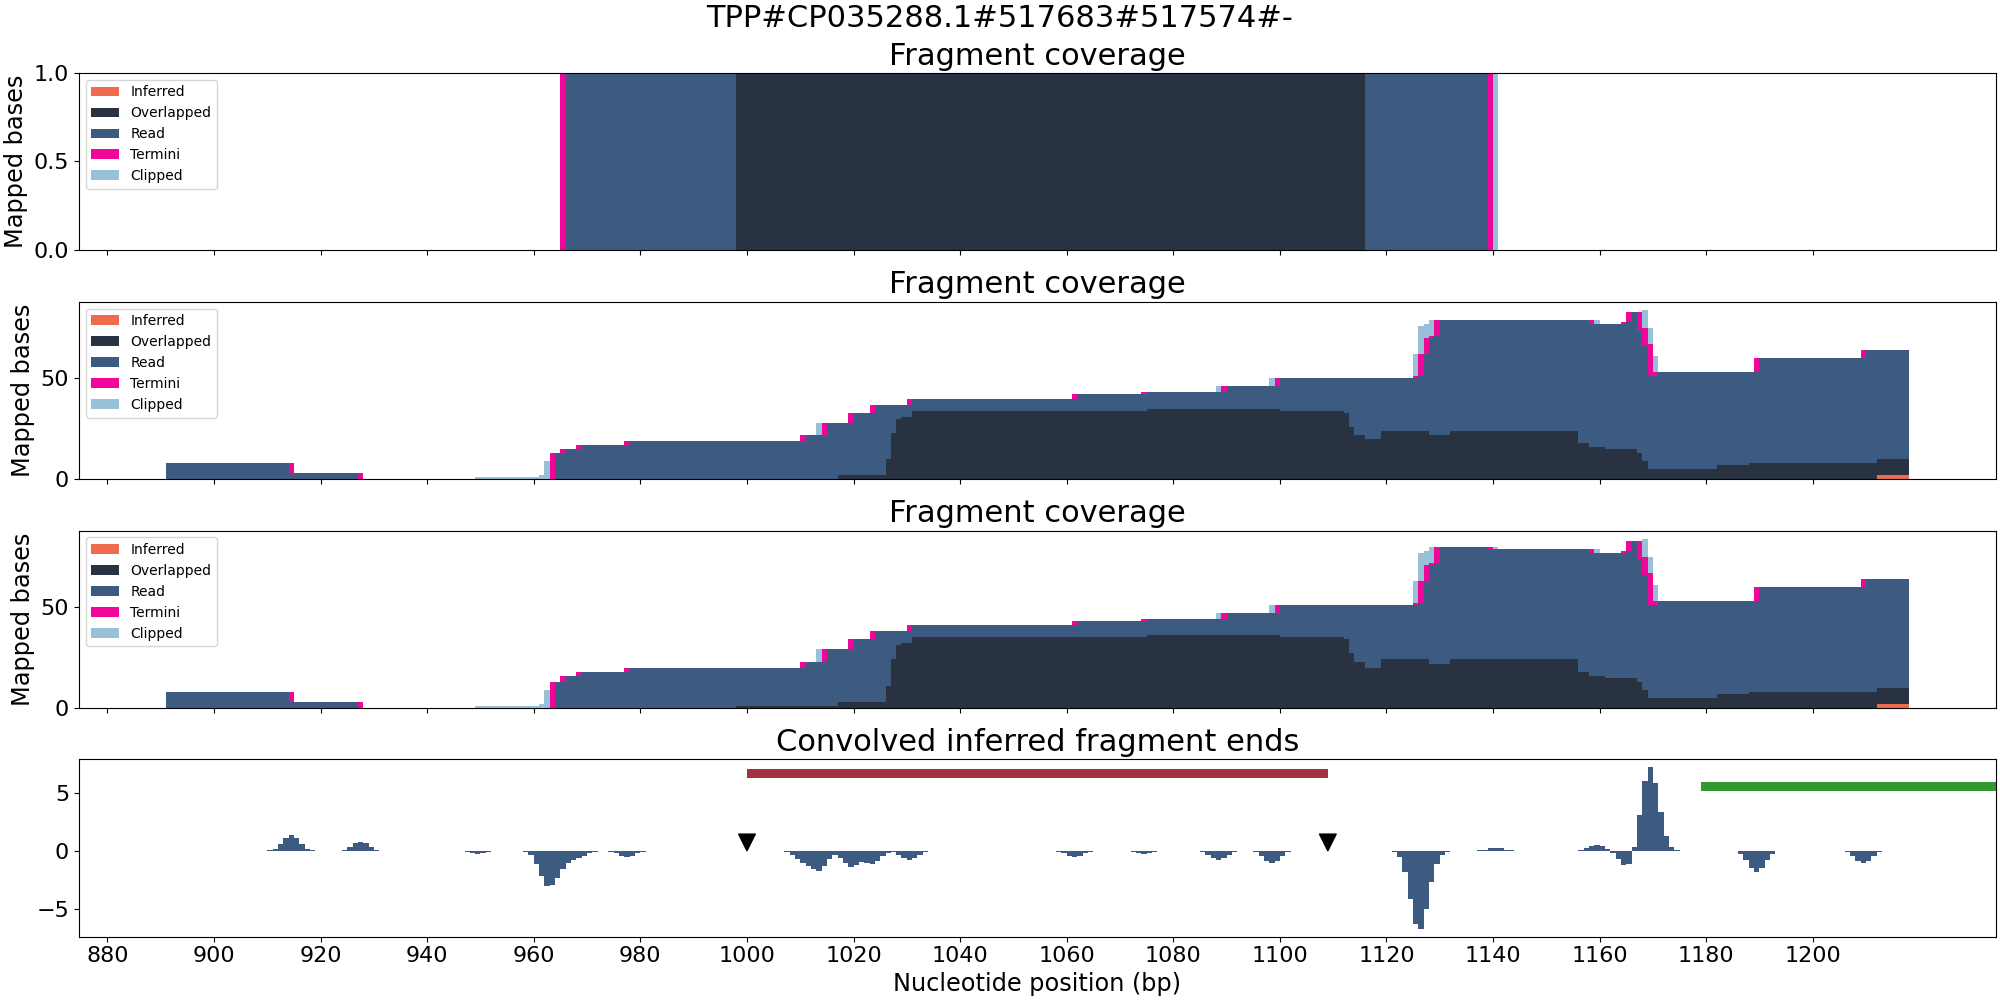 TPP#CP035288.1#517683#517574#-
Fragment coverage
Mapped bases
1.0
0.5
0.0
Inferred
Overlapped
Read
Termini
Clipped
Fragment coverage
Mapped bases
50
0
Inferred
Overlapped
Read
Termini
Clipped
Fragment coverage
Mapped bases
50
0
Inferred
Overlapped
Read
Termini
Clipped
Convolved inferred fragment ends
5
0
−5
880 900 920 940 960 980 1000 1020 1040 1060 1080 1100 1120 1140 1160 1180 1200
Nucleotide position (bp)